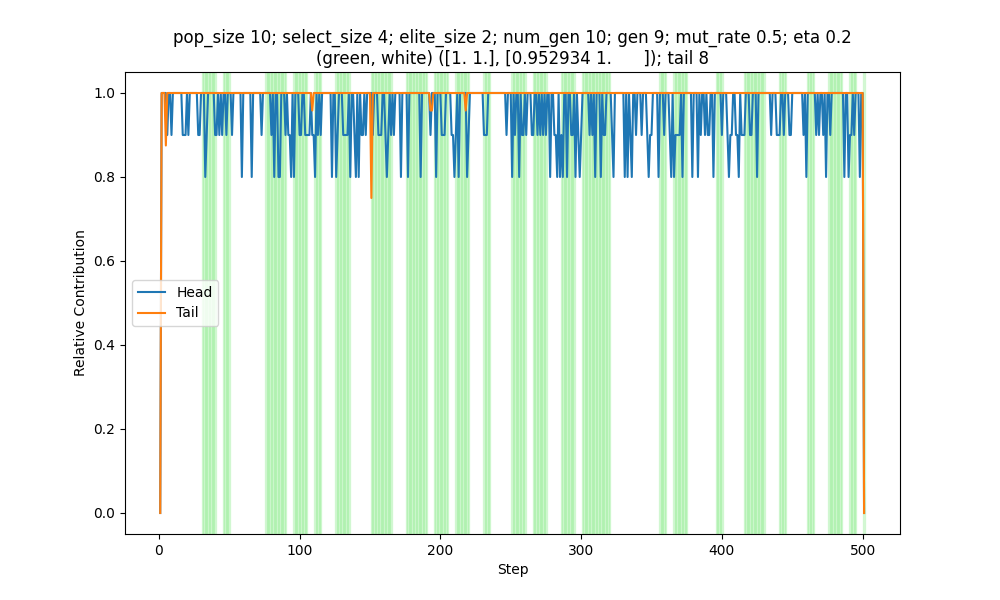 pop_size 10; select_size 4; elite_size 2; num_gen 10; gen 9; mut_rate 0.5; eta 0.2
(green, white) ([1. 1.], [0.952934 1.       ]); tail 8
1.0
0.8
0.6
0.4
0.2
0.0
Relative Contribution
Head
Tail
0
100
200
300
400
500
Step